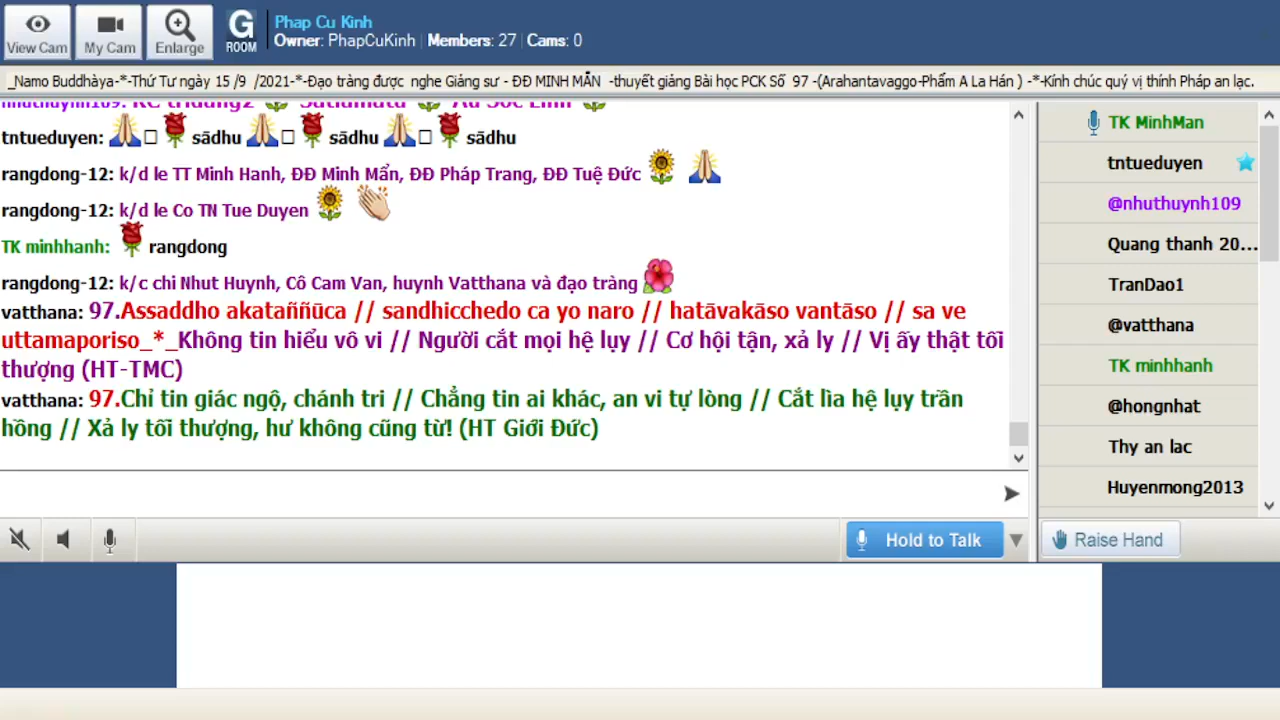 View Cam
My Cam
Enlarge
G
ROOM
Phap Cu Kinh
Owner: PhapCuKinh | Members: 27 | Cams: 0
_Namo Buddhàya-*-Thứ Tư ngày 15 /9 /2021-*-Đạo tràng được nghe Giảng sư - ĐĐ MINH MẪN -thuyết giảng Bài học PCK Số 97 -(Arahantavaggo-Phẩm A La Hán ) -*-Kính chúc quý vị thính Pháp an lạc.
tntueduyen: sādhu sādhu sādhu
rangdong-12: k/d le TT Minh Hanh, ĐĐ Minh Mẩn, ĐĐ Pháp Trang, ĐĐ Tuệ Đức
rangdong-12: k/d le Co TN Tue Duyen
TK minhhanh: rangdong
rangdong-12: k/c chi Nhut Huynh, Cô Cam Van, huynh Vatthana và đạo tràng
vatthana: 97.Assaddho akataññūca // sandhicchedo ca yo naro // hatāvakāso vantāso // sa ve
uttamaporiso_*_Không tin hiểu vô vi // Người cắt mọi hệ lụy // Cơ hội tận, xả ly // Vị ấy thật tối
thượng (HT-TMC)
vatthana: 97.Chỉ tin giác ngộ, chánh tri // Chẳng tin ai khác, an vi tự lòng // Cắt lìa hệ lụy trần
hồng // Xả ly tối thượng, hư không cũng từ! (HT Giới Đức)
TK MinhMan
tntueduyen
@nhuthuynh109
Quang thanh 20...
TranDao1
@vatthana
TK minhhanh
@hongnhat
Thy an lac
Huyenmong2013
Hold to Talk
Raise Hand